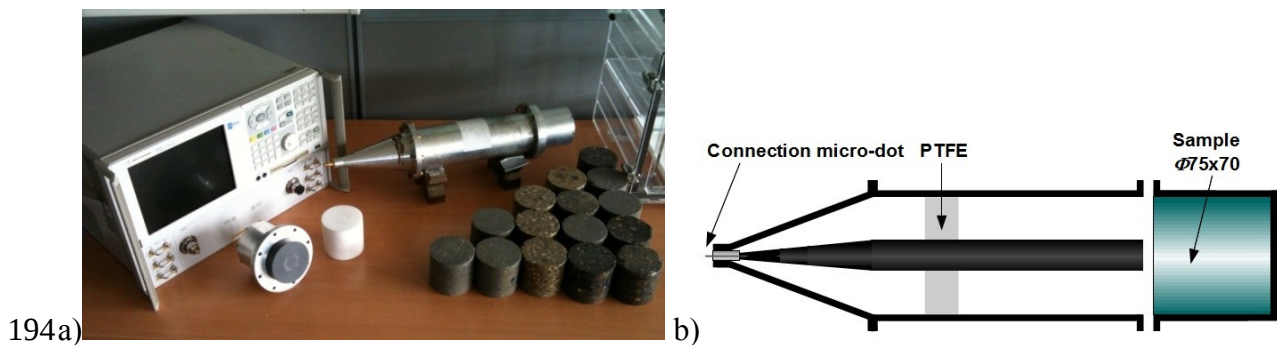 194a)
b)
Connection micro-dot
PTFE
Sample
Φ75x70